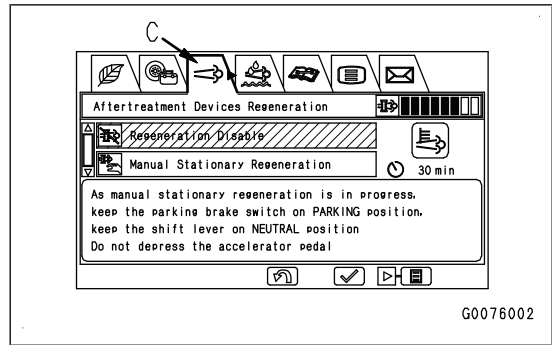 C
Aftertreatment Devices Regeneration
Regeneration Disable
Manual Stationary Regeneration
30 min
As manual stationary regeneration is in progress,
keep the parking brake switch on PARKING position,
keep the shift lever on NEUTRAL position
Do not depress the accelerator pedal
G0076002